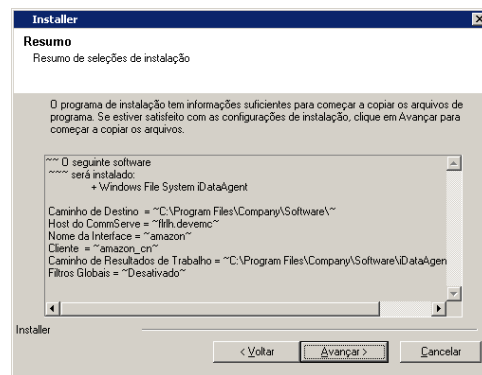 Installer
Resumo
Resumo de seleções de instalação
O programa de instalação tem informações suficientes para começar a copiar os arquivos de
programa. Se estiver satisfeito com as configurações de instalação, clique em Avançar para
começar a copiar os arquivos.
~~ O seguinte software
~~~ será instalado:
+ Windows File System iDataAgent
Caminho de Destino = ~C:\Program Files\Company\Software\~
Host do CommServe = ~flrlh.devemc~
Nome da Interface = ~amazon~
Cliente = ~amazon_cn~
Caminho de Resultados de Trabalho = ~C:\Program Files\Company\Software\iDataAgen
Filtros Globais = ~Desativado~
Installer
< Voltar
Avançar >
Cancelar